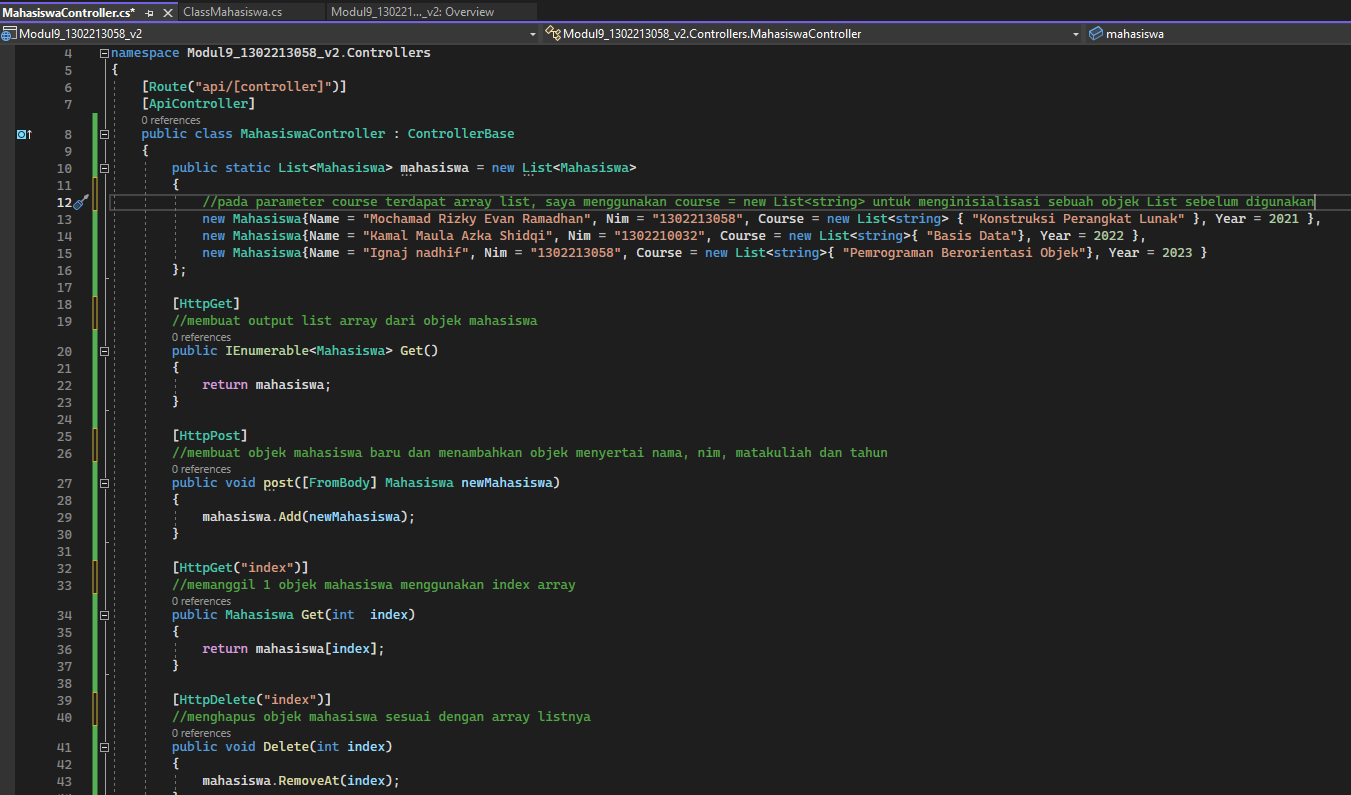 MahasiswaController.cs* ClassMahasiswa.cs Modul9_130221..._v2: Overview
Modul9_1302213058_v2 Modul9_1302213058_v2.Controllers.MahasiswaController mahasiswa
4 namespace Modul9_1302213058_v2.Controllers
5 {
6 [Route("api/[controller]")]
7 [ApiController]
0 references
8 public class MahasiswaController : ControllerBase
9 {
10 public static List<Mahasiswa> mahasiswa = new List<Mahasiswa>
11 {
12 //pada parameter course terdapat array list, saya menggunakan course = new List<string> untuk menginisialisasi sebuah objek List sebelum digunakan
13 new Mahasiswa{Name = "Mochamad Rizky Evan Ramadhan", Nim = "1302213058", Course = new List<string> { "Konstruksi Perangkat Lunak" }, Year = 2021 },
14 new Mahasiswa{Name = "Kamal Maula Azka Shidqi", Nim = "1302210032", Course = new List<string>{ "Basis Data"}, Year = 2022 },
15 new Mahasiswa{Name = "Ignaj nadhif", Nim = "1302213058", Course = new List<string>{ "Pemrograman Berorientasi Objek"}, Year = 2023 }
16 };
17
18 [HttpGet]
19 //membuat output list array dari objek mahasiswa
0 references
20 public IEnumerable<Mahasiswa> Get()
21 {
22 return mahasiswa;
23 }
24
25 [HttpPost]
26 //membuat objek mahasiswa baru dan menambahkan objek menyertai nama, nim, matakuliah dan tahun
0 references
27 public void post([FromBody] Mahasiswa newMahasiswa)
28 {
29 mahasiswa.Add(newMahasiswa);
30 }
31
32 [HttpGet("index")]
33 //memanggil 1 objek mahasiswa menggunakan index array
0 references
34 public Mahasiswa Get(int  index)
35 {
36 return mahasiswa[index];
37 }
38
39 [HttpDelete("index")]
40 //menghapus objek mahasiswa sesuai dengan array listnya
0 references
41 public void Delete(int index)
42 {
43 mahasiswa.RemoveAt(index);